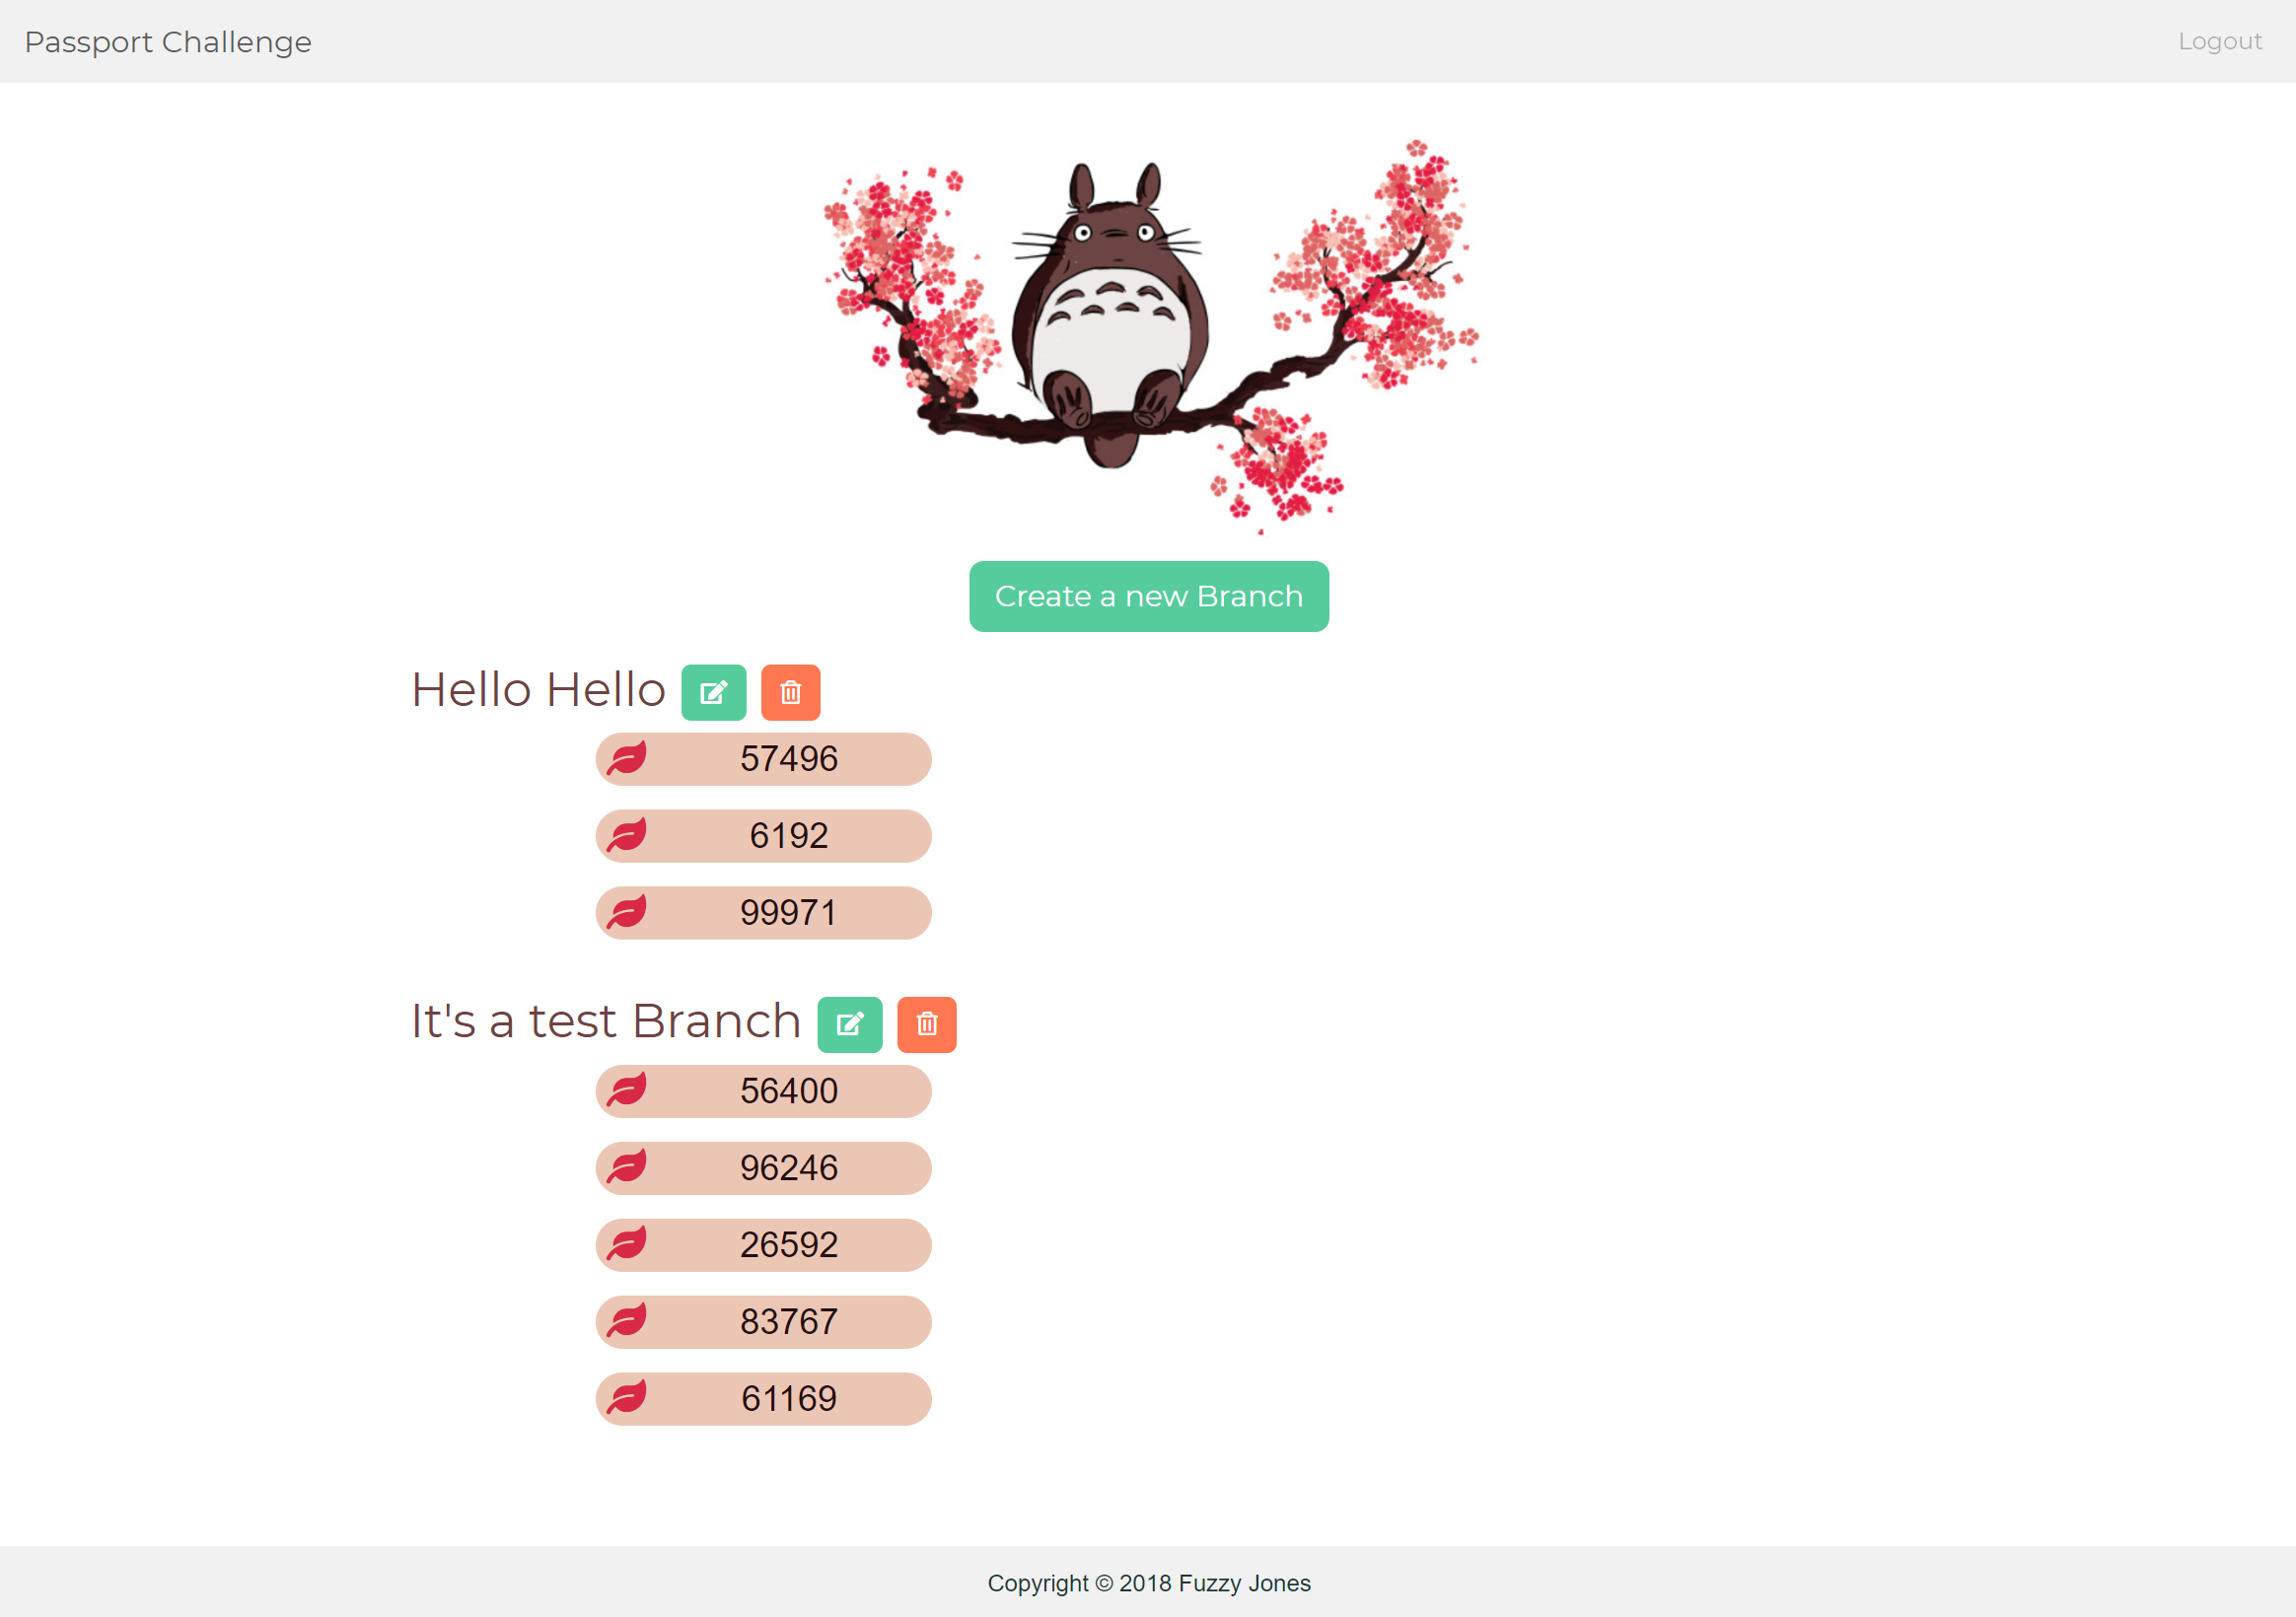 Passport Challenge
Logout
Create a new Branch
Hello Hello
57496
6192
99971
It's a test Branch
56400
96246
26592
83767
61169
Copyright © 2018 Fuzzy Jones